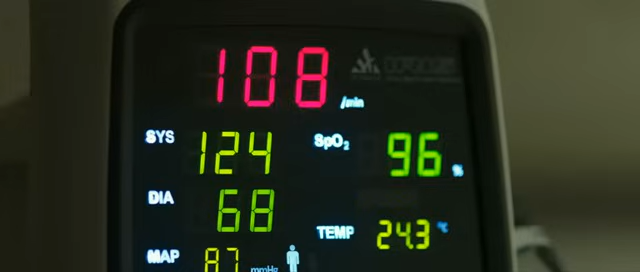 108 /min
SYS 124 SpO₂ 96 %
DIA 68
TEMP 24.3 °C
MAP 87 mmHg